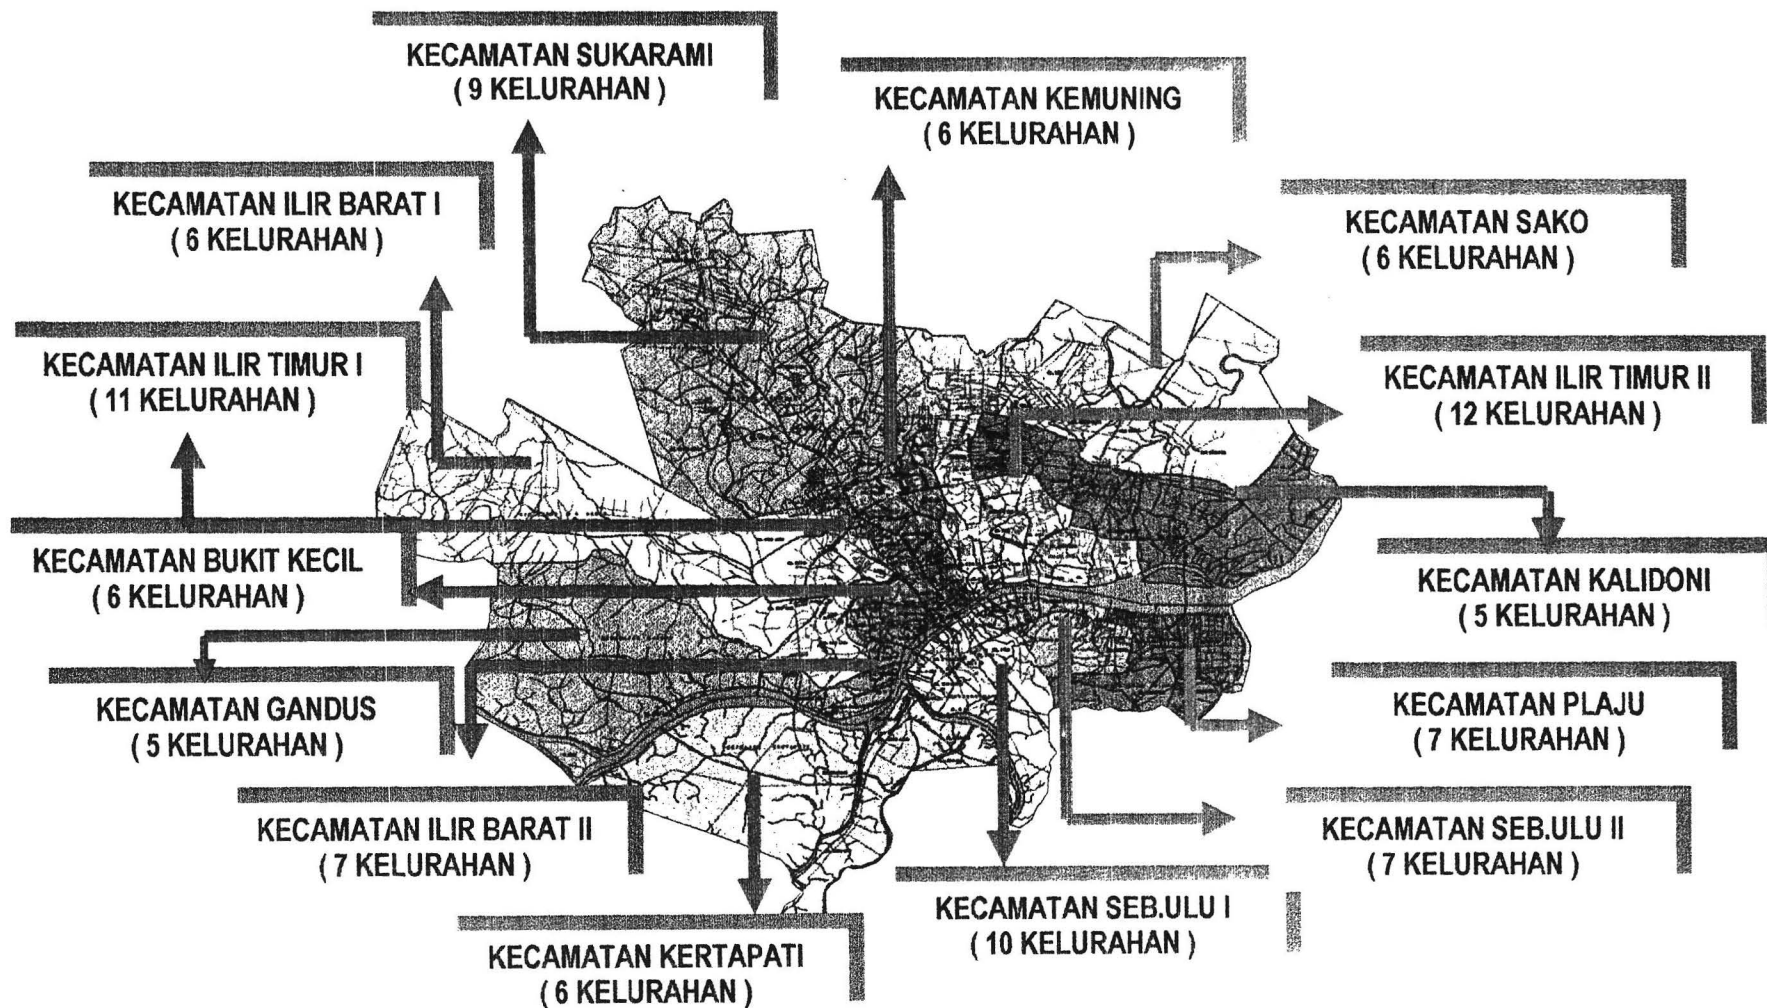 KECAMATAN SUKARAMI
( 9 KELURAHAN )
KECAMATAN KEMUNING
( 6 KELURAHAN )
KECAMATAN ILIR BARAT I
( 6 KELURAHAN )
KECAMATAN SAKO
( 6 KELURAHAN )
KECAMATAN ILIR TIMUR I
( 11 KELURAHAN )
KECAMATAN ILIR TIMUR II
( 12 KELURAHAN )
KECAMATAN BUKIT KECIL
( 6 KELURAHAN )
KECAMATAN KALIDONI
( 5 KELURAHAN )
KECAMATAN GANDUS
( 5 KELURAHAN )
KECAMATAN PLAJU
( 7 KELURAHAN )
KECAMATAN ILIR BARAT II
( 7 KELURAHAN )
KECAMATAN SEB.ULU II
( 7 KELURAHAN )
KECAMATAN SEB.ULU I
( 10 KELURAHAN )
KECAMATAN KERTAPATI
( 6 KELURAHAN )